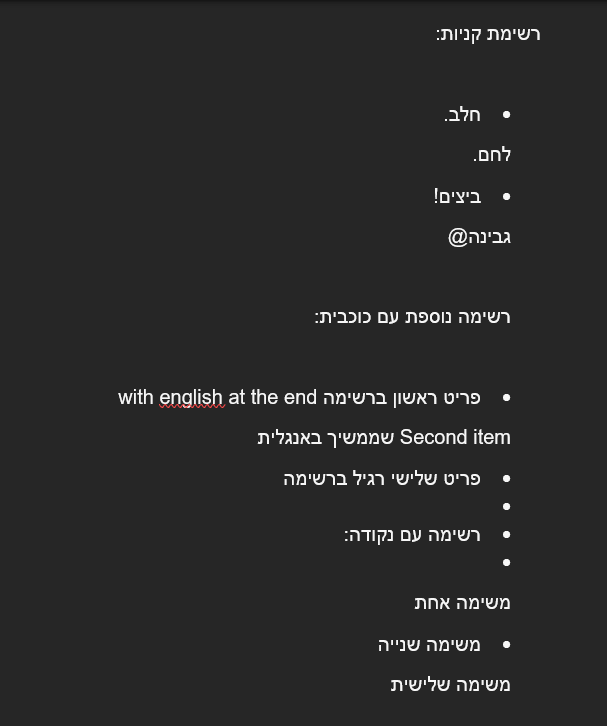 רשימת קניות:
• חלב.
לחם.
• ביצים!
גבינה@
רשימה נוספת עם כוכבית:
• פריט ראשון ברשימה with english at the end
Second item שממשיך באנגלית
• פריט שלישי רגיל ברשימה
•
• רשימה עם נקודה:
•
משימה אחת
• משימה שנייה
משימה שלישית